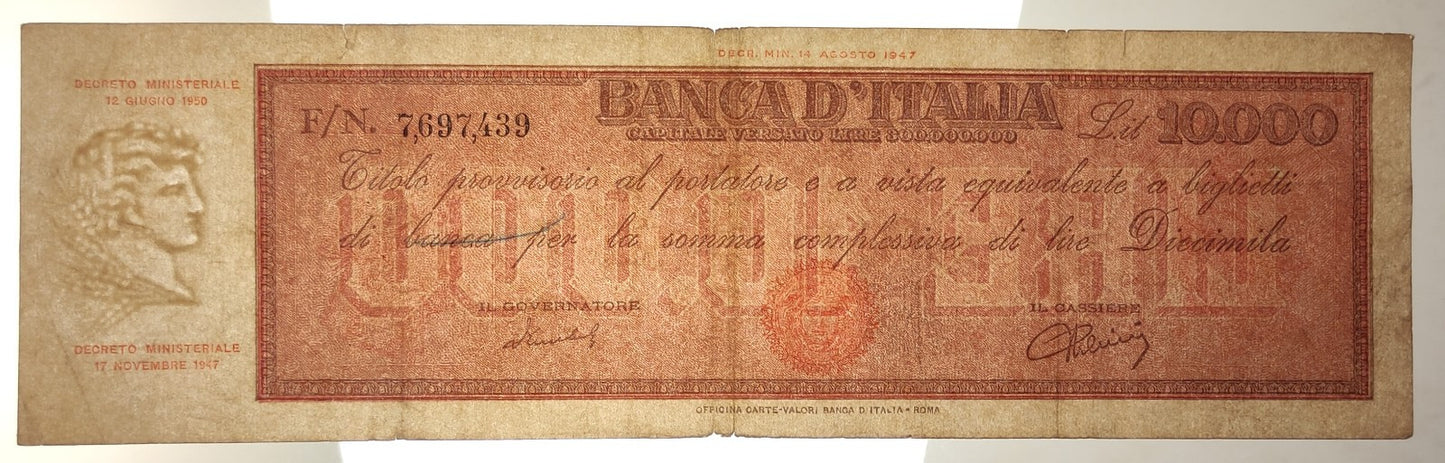 DECR. MIN. 14 AGOSTO 1947
DECRETO MINISTERIALE
12 GIUGNO 1950
F/N. 7,697,439
BANCA D'ITALIA
CAPITALE VERSATO LIRE 300.000.000
L.it 10.000
Titolo provvisorio al portatore e a vista equivalente a biglietti
di banca per la somma complessiva di lire Diecimila
IL GOVERNATORE
IL CASSIERE
DECRETO MINISTERIALE
17 NOVEMBRE 1947
OFFICINA CARTE-VALORI BANCA D'ITALIA - ROMA